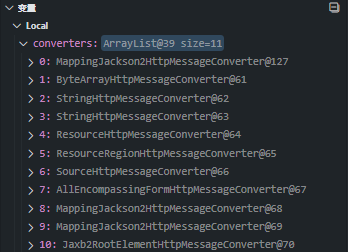 变量
Local
converters: ArrayList@39 size=11
0: MappingJackson2HttpMessageConverter@127
1: ByteArrayHttpMessageConverter@61
2: StringHttpMessageConverter@62
3: StringHttpMessageConverter@63
4: ResourceHttpMessageConverter@64
5: ResourceRegionHttpMessageConverter@65
6: SourceHttpMessageConverter@66
7: AllEncompassingFormHttpMessageConverter@67
8: MappingJackson2HttpMessageConverter@68
9: MappingJackson2HttpMessageConverter@69
10: Jaxb2RootElementHttpMessageConverter@70